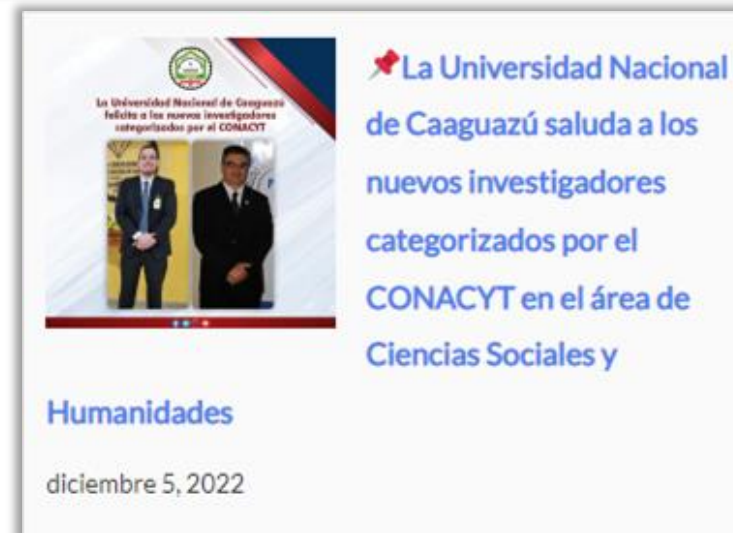 La Universidad Nacional de Caaguazú
felicita a los nuevos investigadores
categorizados por el CONACYT
📌La Universidad Nacional
de Caaguazú saluda a los
nuevos investigadores
categorizados por el
CONACYT en el área de
Ciencias Sociales y
Humanidades
diciembre 5, 2022